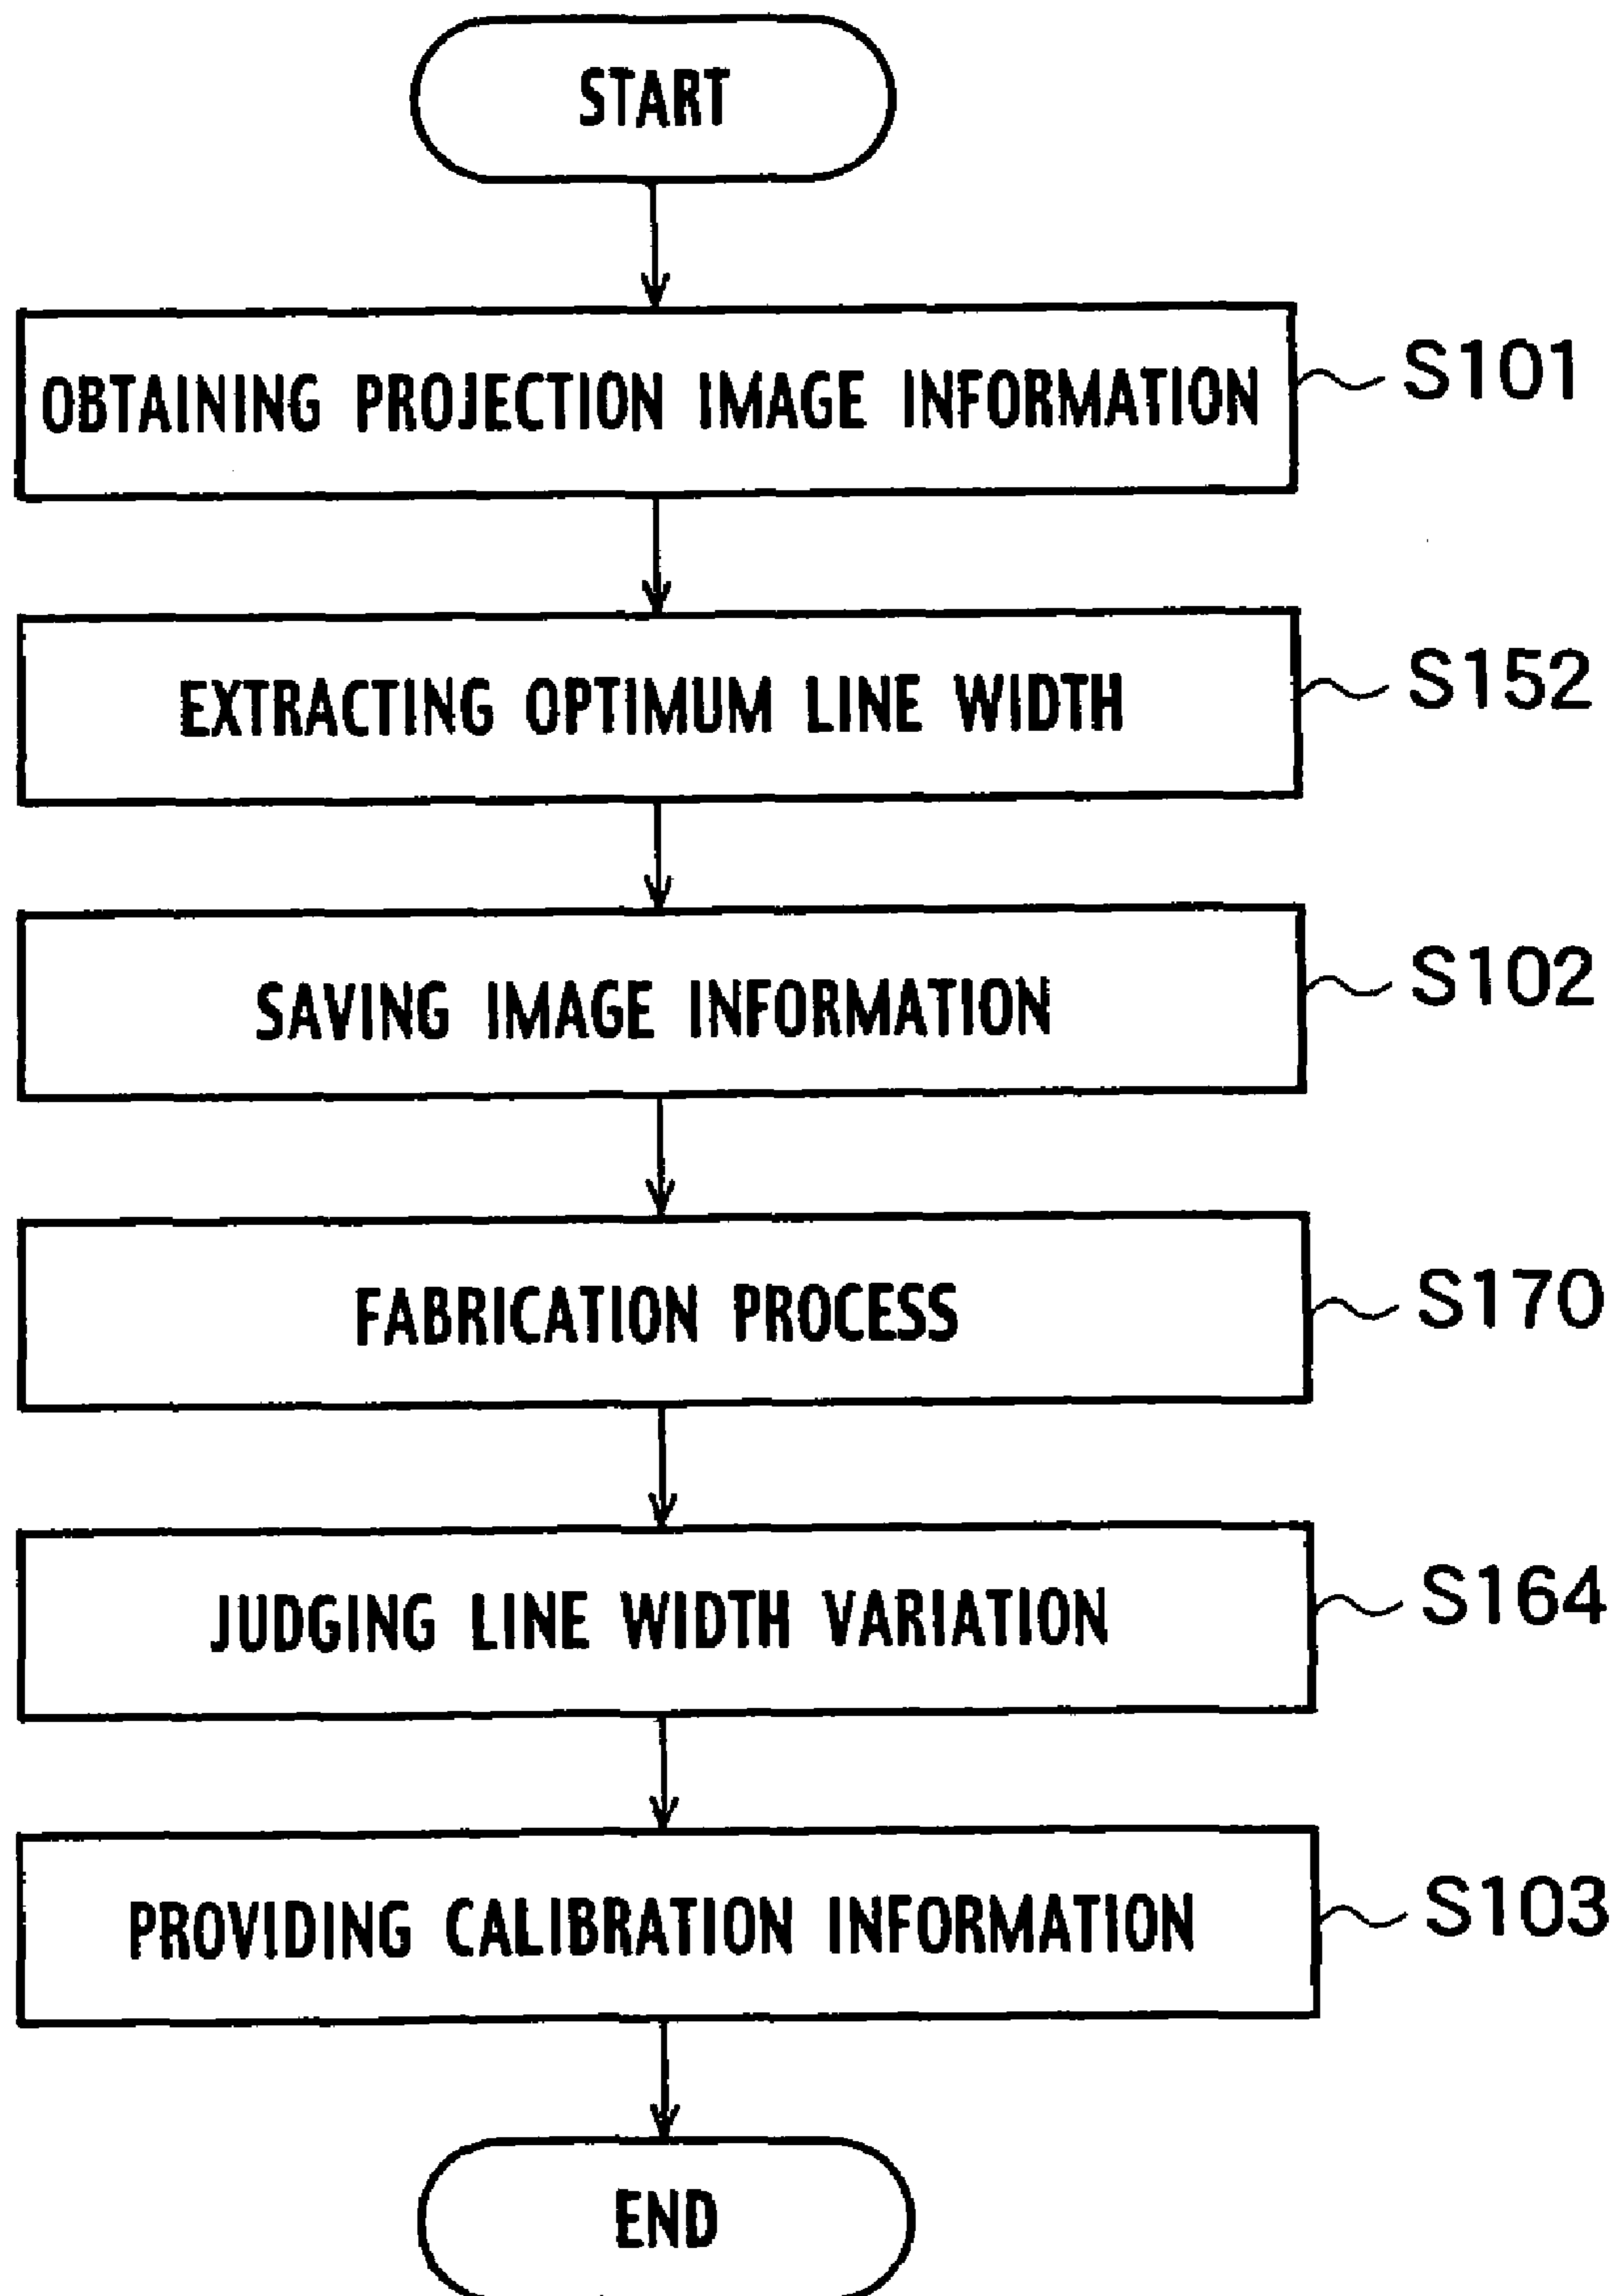 START
OBTAINING PROJECTION IMAGE INFORMATION S101
EXTRACTING OPTIMUM LINE WIDTH S152
SAVING IMAGE INFORMATION S102
FABRICATION PROCESS S170
JUDGING LINE WIDTH VARIATION S164
PROVIDING CALIBRATION INFORMATION S103
END